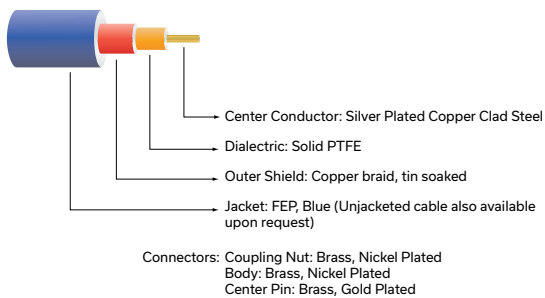 Center Conductor: Silver Plated Copper Clad Steel
Dialectric: Solid PTFE
Outer Shield: Copper braid, tin soaked
Jacket: FEP, Blue (Unjacketed cable also available
upon request)
Connectors: Coupling Nut: Brass, Nickel Plated
Body: Brass, Nickel Plated
Center Pin: Brass, Gold Plated